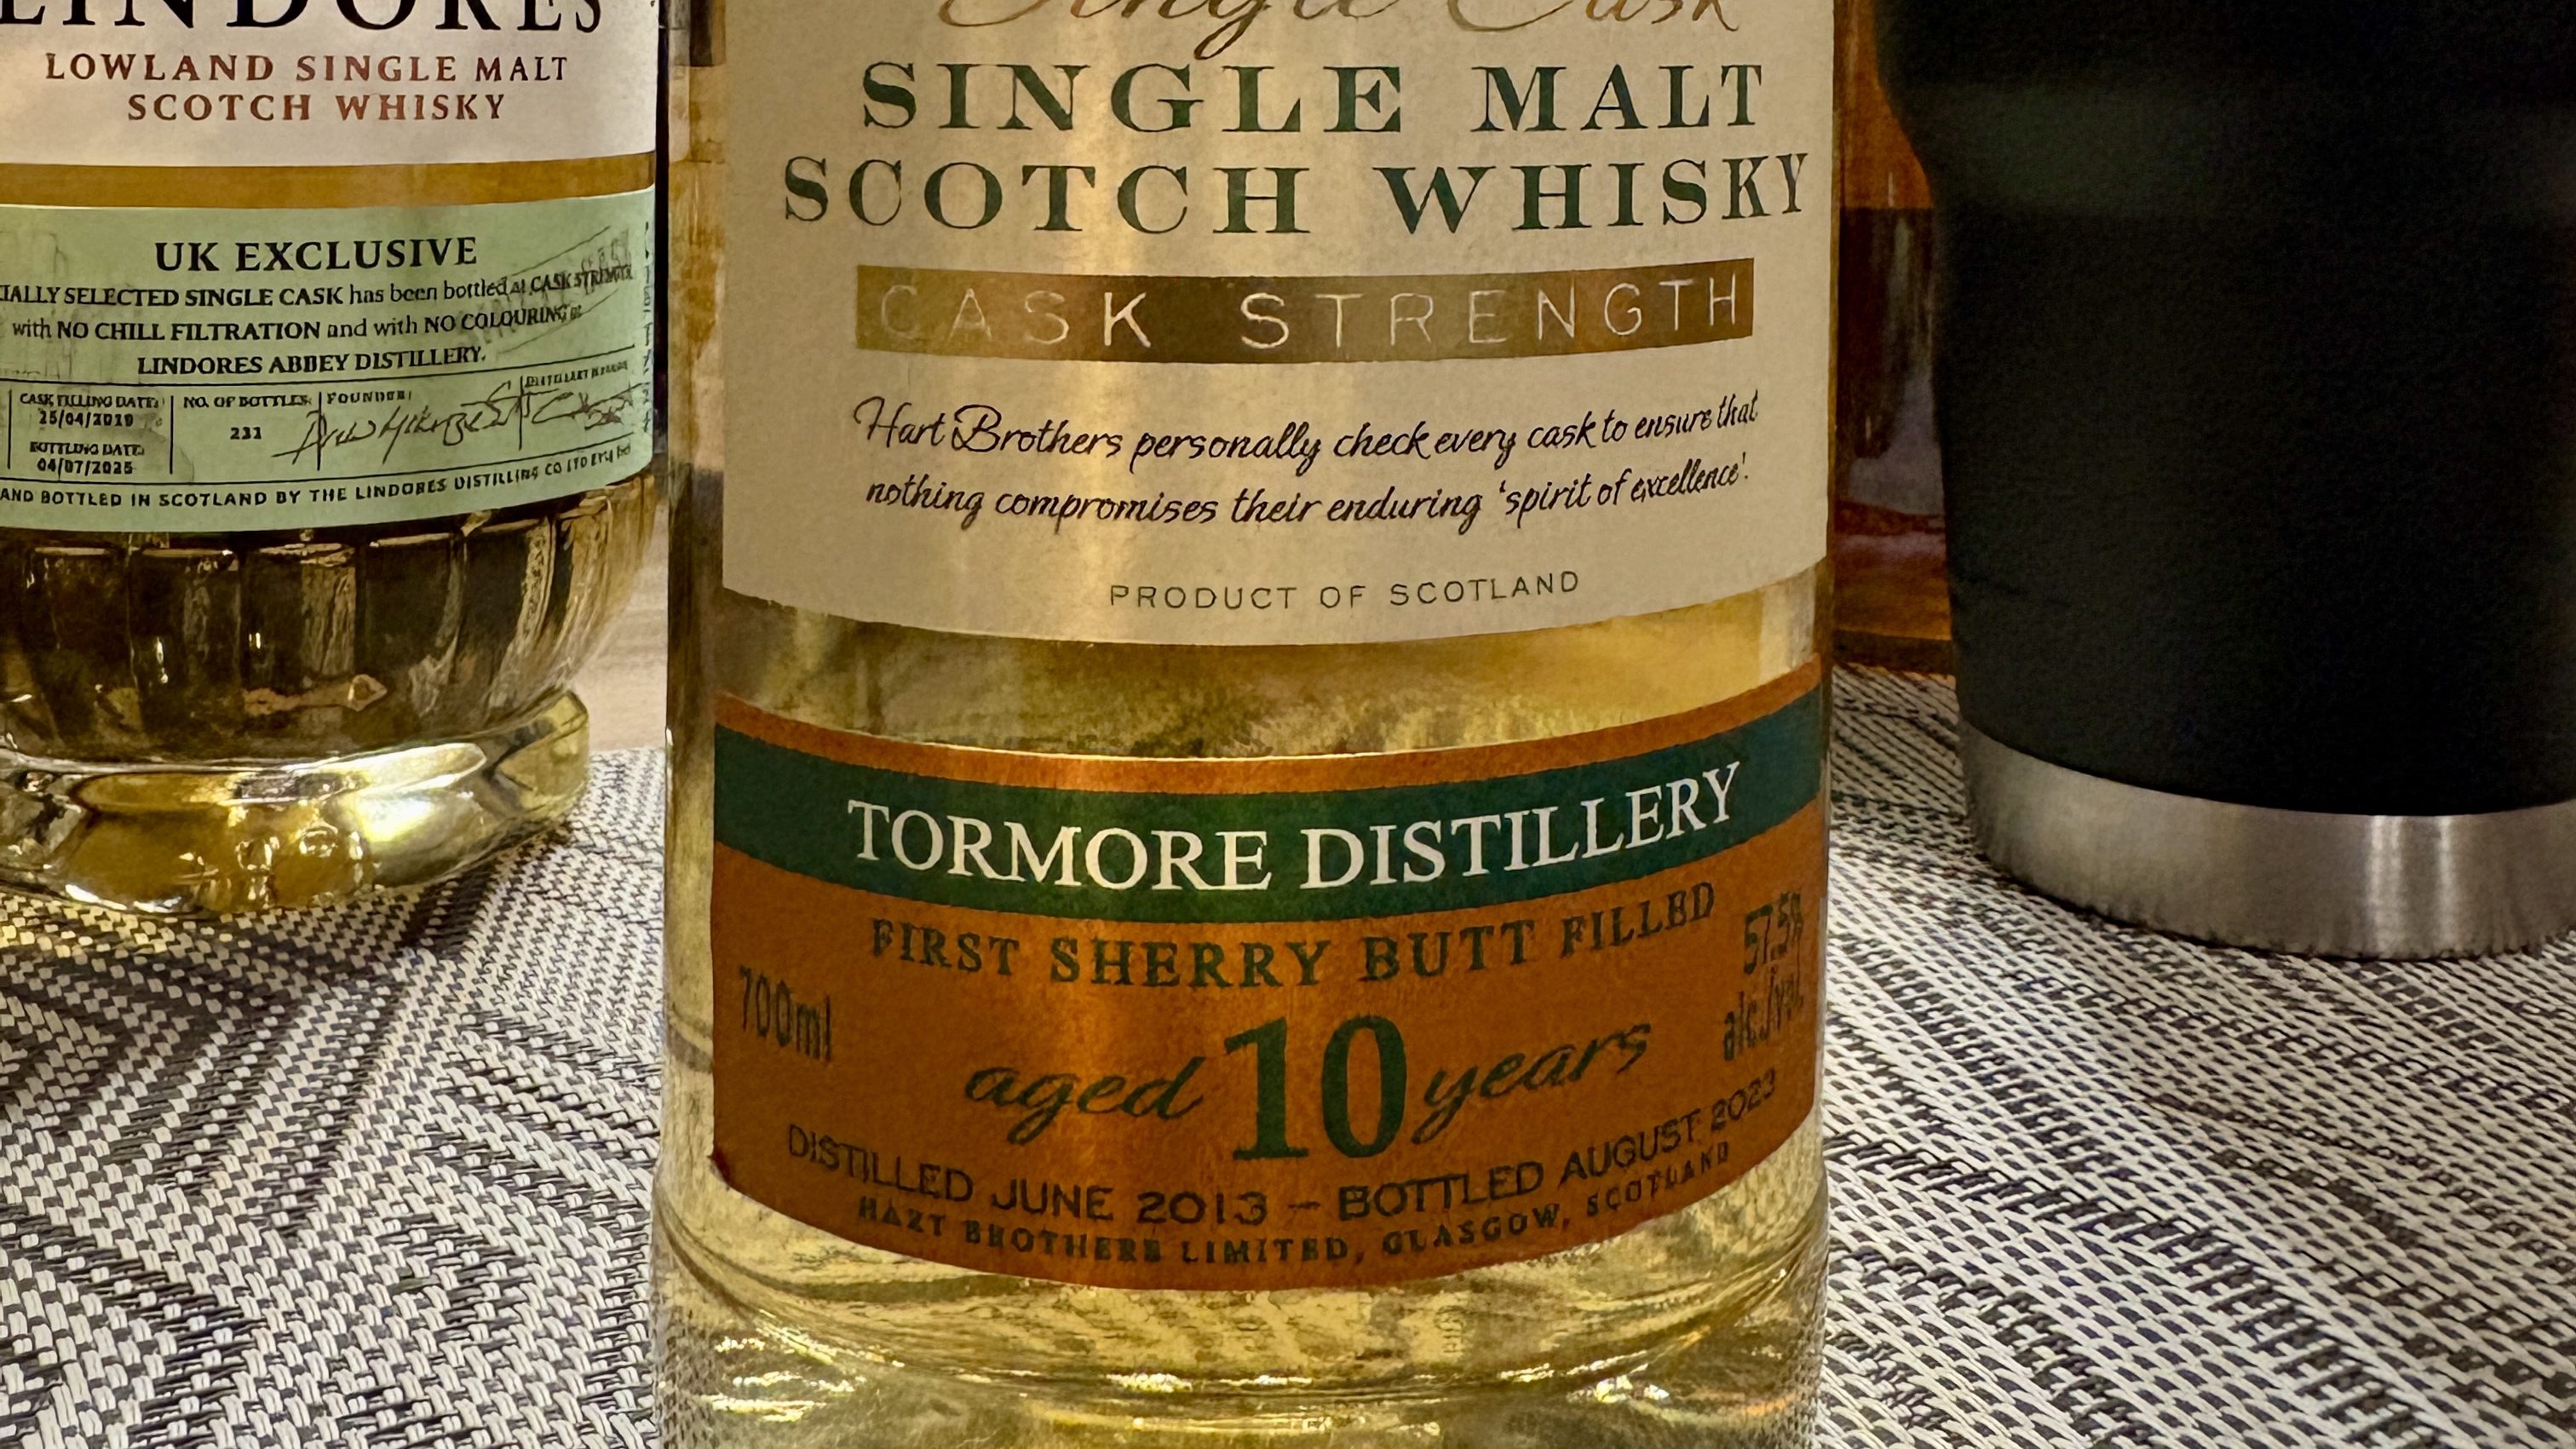 LINDORES
LOWLAND SINGLE MALT
SCOTCH WHISKY
UK EXCLUSIVE
SELECTED SINGLE CASK has been bottled at CASK STRENGTH
with NO CHILL FILTRATION and with NO COLOURING at
LINDORES ABBEY DISTILLERY.
CASK FILLING DATE:
25/04/2019
BOTTLING DATE:
04/07/2025
NO. OF BOTTLES:
231
FOUNDER:
AND BOTTLED IN SCOTLAND BY THE LINDORES DISTILLING CO LTD
Single Cask
SINGLE MALT
SCOTCH WHISKY
CASK STRENGTH
Hart Brothers personally check every cask to ensure that
nothing compromises their enduring 'spirit of excellence'.
PRODUCT OF SCOTLAND
TORMORE DISTILLERY
FIRST SHERRY BUTT FILLED
700ml
57.5%
alc./vol.
aged 10 years
DISTILLED JUNE 2013 – BOTTLED AUGUST 2023
HART BROTHERS LIMITED, GLASGOW, SCOTLAND